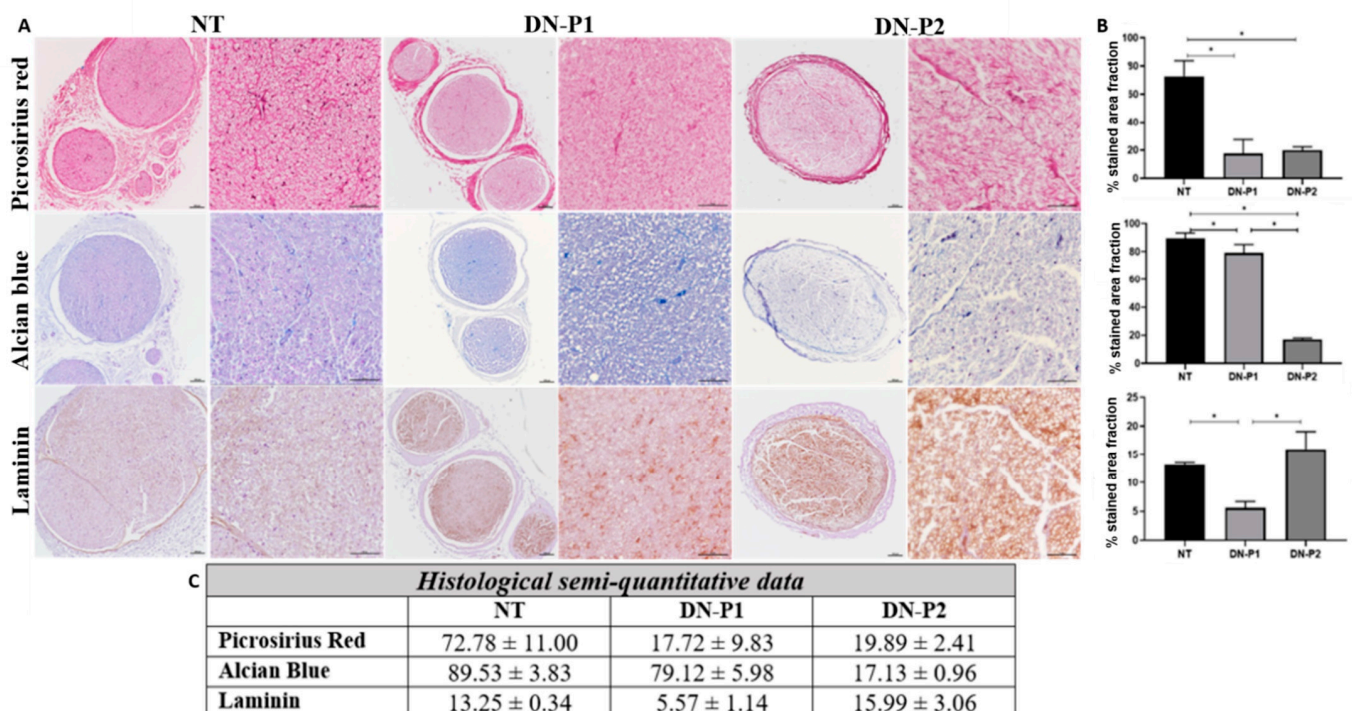 A
NT
DN-P1
DN-P2
Picrosirius red
Alcian blue
Laminin
B
% stained area fraction
100
80
60
40
20
0
*
*
NT DN-P1 DN-P2
% stained area fraction
100
80
60
40
20
0
*
* *
NT DN-P1 DN-P2
% stained area fraction
25
20
15
10
5
0
* *
NT DN-P1 DN-P2
C
Histological semi-quantitative data
NT DN-P1 DN-P2
Picrosirius Red 72.78 ± 11.00 17.72 ± 9.83 19.89 ± 2.41
Alcian Blue 89.53 ± 3.83 79.12 ± 5.98 17.13 ± 0.96
Laminin 13.25 ± 0.34 5.57 ± 1.14 15.99 ± 3.06